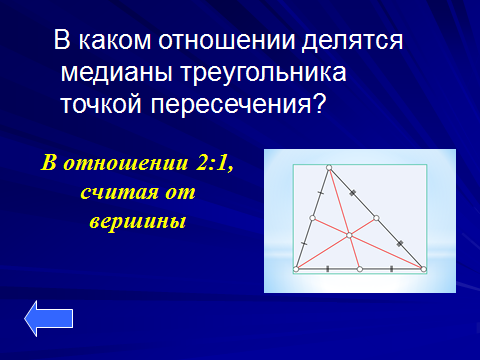 В каком отношении делятся
медианы треугольника
точкой пересечения?
В отношении 2:1,
считая от
вершины